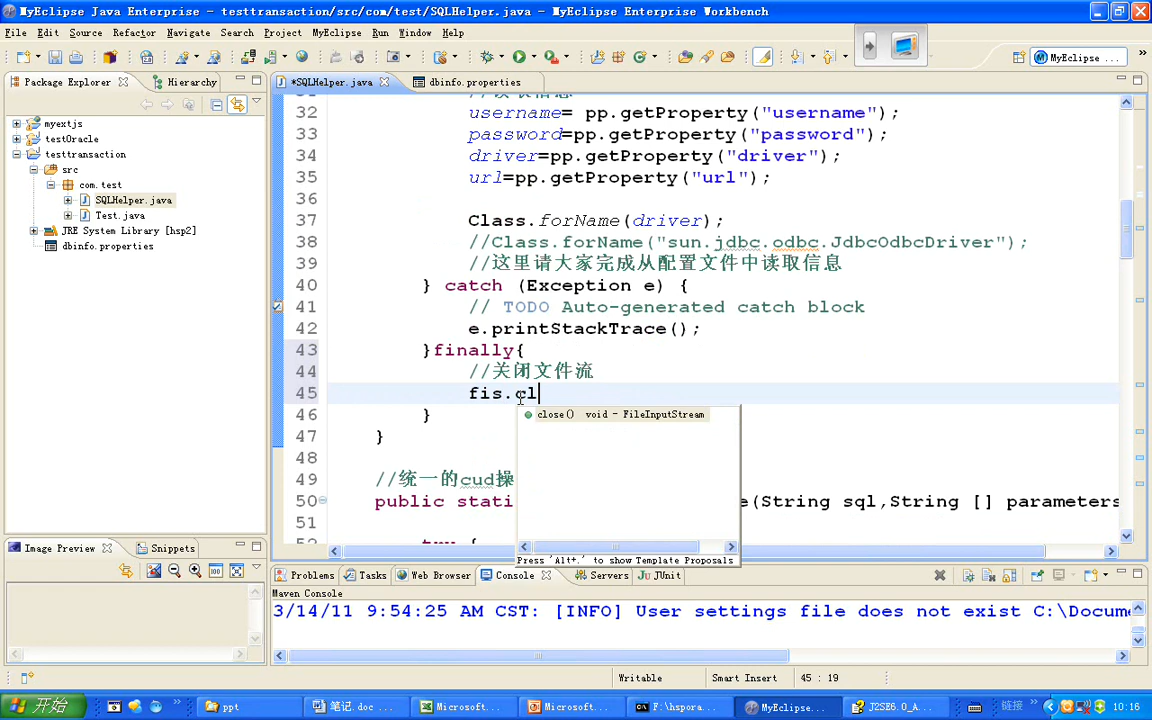 MyEclipse Java Enterprise - testtransaction/src/com/test/SQLHelper.java - MyEclipse Enterprise Workbench
File Edit Source Refactor Navigate Search Project MyEclipse Run Window Help
MyEclipse ...
Package Explorer Hierarchy
*SQLHelper.java dbinfo.properties
myextjs
testOracle
testtransaction
src
com.test
SQLHelper.java
Test.java
JRE System Library [hsp2]
dbinfo.properties
32 username= pp.getProperty("username");
33 password=pp.getProperty("password");
34 driver=pp.getProperty("driver");
35 url=pp.getProperty("url");
36
37 Class.forName(driver);
38 //Class.forName("sun.jdbc.odbc.JdbcOdbcDriver");
39 //这里请大家完成从配置文件中读取信息
40 } catch (Exception e) {
41 // TODO Auto-generated catch block
42 e.printStackTrace();
43 }finally{
44 //关闭文件流
45 fis.cl
46 }
47 }
48
49 //统一的cud操
50 public stati e(String sql,String [] parameters
51
close() void - FileInputStream
Press 'Alt+.' to show Template Proposals
Image Preview Snippets
Problems Tasks Web Browser Console Servers JUnit
Maven Console
3/14/11 9:54:25 AM CST: [INFO] User settings file does not exist C:\Docume
Writable Smart Insert 45 : 19
开始 ppt 笔记.doc ... Microsoft... Microsoft... F:\hspora... MyEclipse... J2SE6.0_A... 链接 10:16